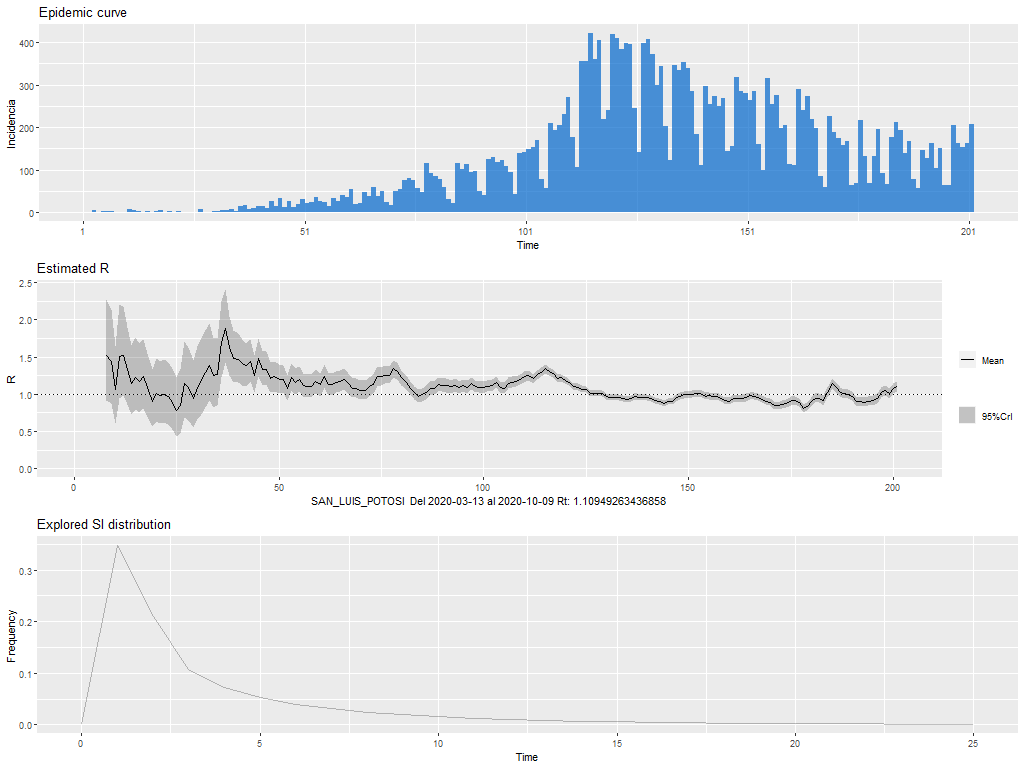 Epidemic curve
400
300
200
100
0
Incidencia
1
51
101
151
201
Time
Estimated R
2.5
2.0
1.5
1.0
0.5
0.0
R
Mean
95%CrI
0
50
100
150
200
SAN_LUIS_POTOSI Del 2020-03-13 al 2020-10-09 Rt: 1.10949263436858
Explored SI distribution
0.3
0.2
0.1
0.0
Frequency
0
5
10
15
20
25
Time